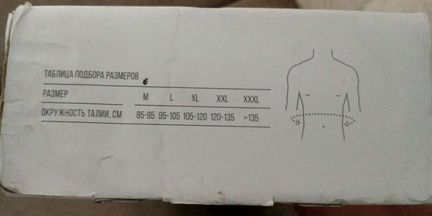 ТАБЛИЦА ПОДБОРА РАЗМЕРОВ
РАЗМЕР M L XL XXL XXXL
ОКРУЖНОСТЬ ТАЛИИ, СМ 85-95 95-105 105-120 120-135 >135